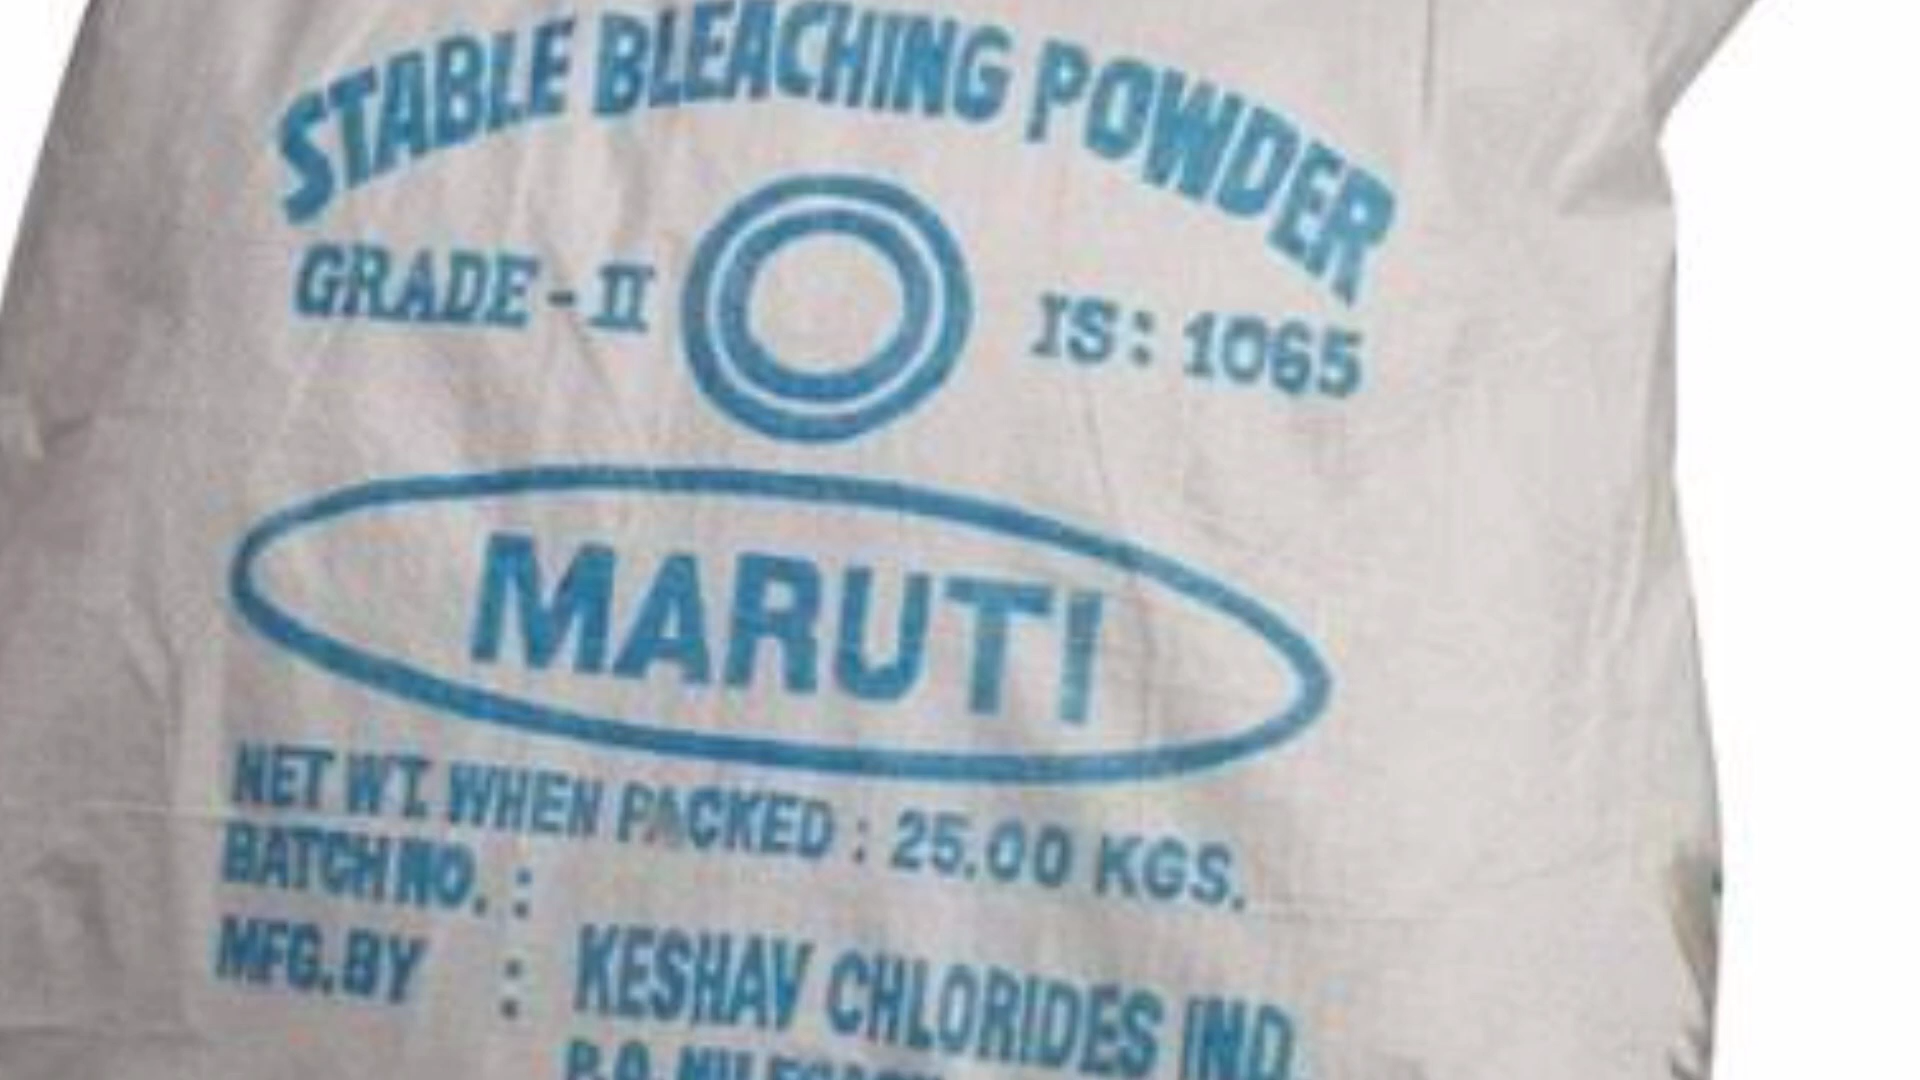 STABLE BLEACHING POWDER
GRADE - II
IS: 1065
MARUTI
NET WT. WHEN PACKED : 25.00 KGS.
BATCH NO. :
MFG.BY : KESHAV CHLORIDES IND.
P.O.